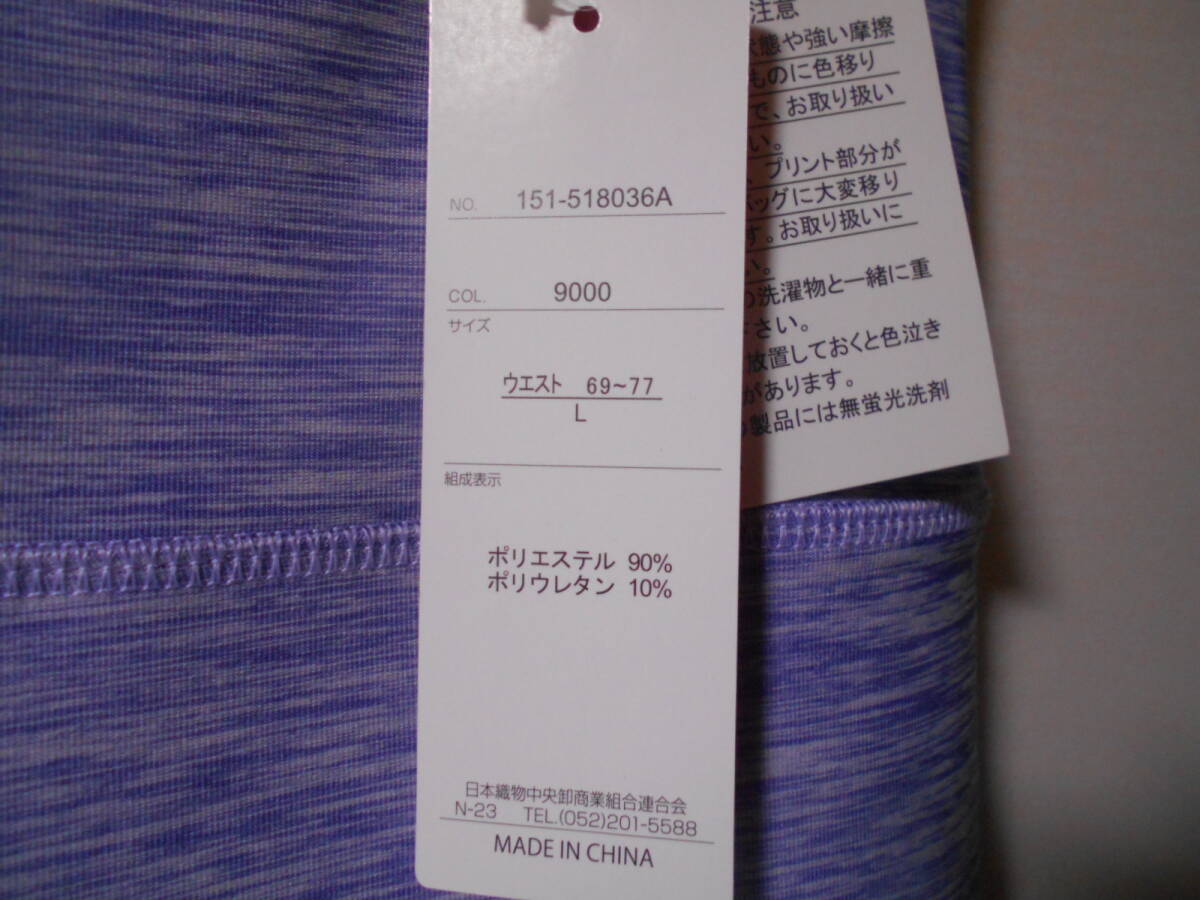 NO. 151-518036A
COL. 9000
サイズ
ウエスト 69~77
L
組成表示
ポリエステル 90%
ポリウレタン 10%
日本織物中央卸商業組合連合会
N-23 TEL.(052)201-5588
MADE IN CHINA
注意
態や強い摩擦
ものに色移り
で、お取り扱い
い。
プリント部分が
ッグに大変移り
す。お取り扱いに
い。
の洗濯物と一緒に重
さい。
放置しておくと色泣き
があります。
製品には無蛍光洗剤